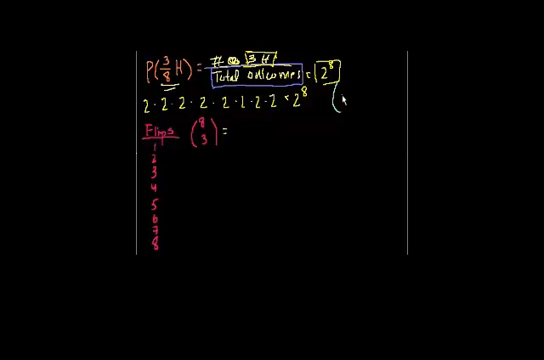 P(3/8 H) = # 3 H / Total outcomes = 2^8
2 · 2 · 2 · 2 · 2 · 2 · 2 · 2 = 2^8
Flips (8 3) =
1
2
3
4
5
6
7
8